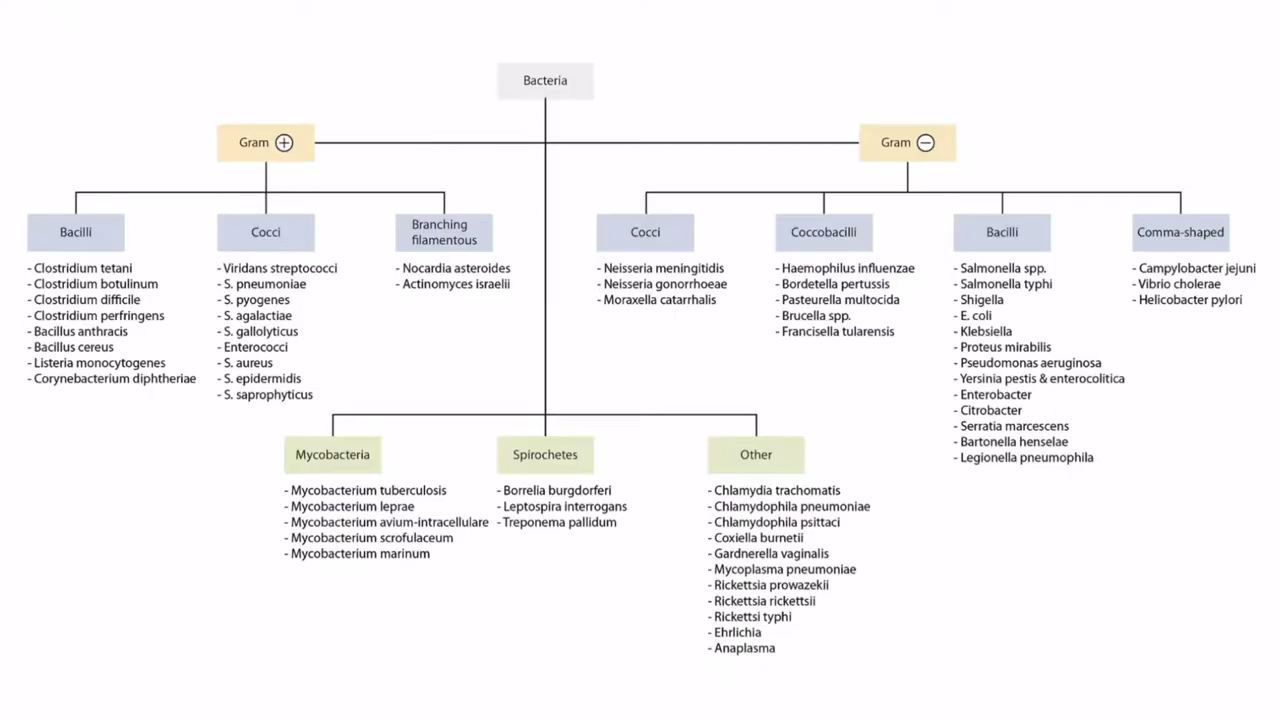 Bacteria
Gram +
Gram −
Bacilli
- Clostridium tetani
- Clostridium botulinum
- Clostridium difficile
- Clostridium perfringens
- Bacillus anthracis
- Bacillus cereus
- Listeria monocytogenes
- Corynebacterium diphtheriae
Cocci
- Viridans streptococci
- S. pneumoniae
- S. pyogenes
- S. agalactiae
- S. gallolyticus
- Enterococci
- S. aureus
- S. epidermidis
- S. saprophyticus
Branching
filamentous
- Nocardia asteroides
- Actinomyces israelii
Cocci
- Neisseria meningitidis
- Neisseria gonorrhoeae
- Moraxella catarrhalis
Coccobacilli
- Haemophilus influenzae
- Bordetella pertussis
- Pasteurella multocida
- Brucella spp.
- Francisella tularensis
Bacilli
- Salmonella spp.
- Salmonella typhi
- Shigella
- E. coli
- Klebsiella
- Proteus mirabilis
- Pseudomonas aeruginosa
- Yersinia pestis & enterocolitica
- Enterobacter
- Citrobacter
- Serratia marcescens
- Bartonella henselae
- Legionella pneumophila
Comma-shaped
- Campylobacter jejuni
- Vibrio cholerae
- Helicobacter pylori
Mycobacteria
- Mycobacterium tuberculosis
- Mycobacterium leprae
- Mycobacterium avium-intracellulare
- Mycobacterium scrofulaceum
- Mycobacterium marinum
Spirochetes
- Borrelia burgdorferi
- Leptospira interrogans
- Treponema pallidum
Other
- Chlamydia trachomatis
- Chlamydophila pneumoniae
- Chlamydophila psittaci
- Coxiella burnetii
- Gardnerella vaginalis
- Mycoplasma pneumoniae
- Rickettsia prowazekii
- Rickettsia rickettsii
- Rickettsi typhi
- Ehrlichia
- Anaplasma